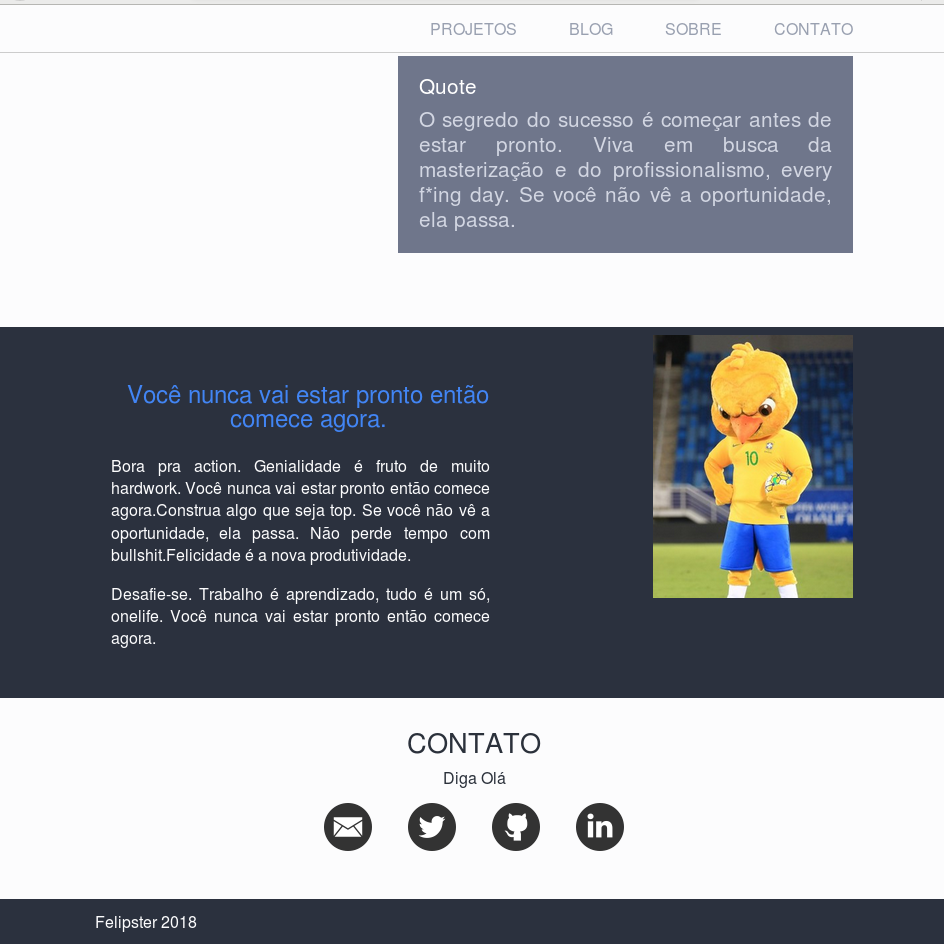 PROJETOS BLOG SOBRE CONTATO
Quote
O segredo do sucesso é começar antes de
estar pronto. Viva em busca da
masterização e do profissionalismo, every
f*ing day. Se você não vê a oportunidade,
ela passa.
Você nunca vai estar pronto então
comece agora.
Bora pra action. Genialidade é fruto de muito
hardwork. Você nunca vai estar pronto então comece
agora.Construa algo que seja top. Se você não vê a
oportunidade, ela passa. Não perde tempo com
bullshit.Felicidade é a nova produtividade.
Desafie-se. Trabalho é aprendizado, tudo é um só,
onelife. Você nunca vai estar pronto então comece
agora.
10
CONTATO
Diga Olá
in
Felipster 2018